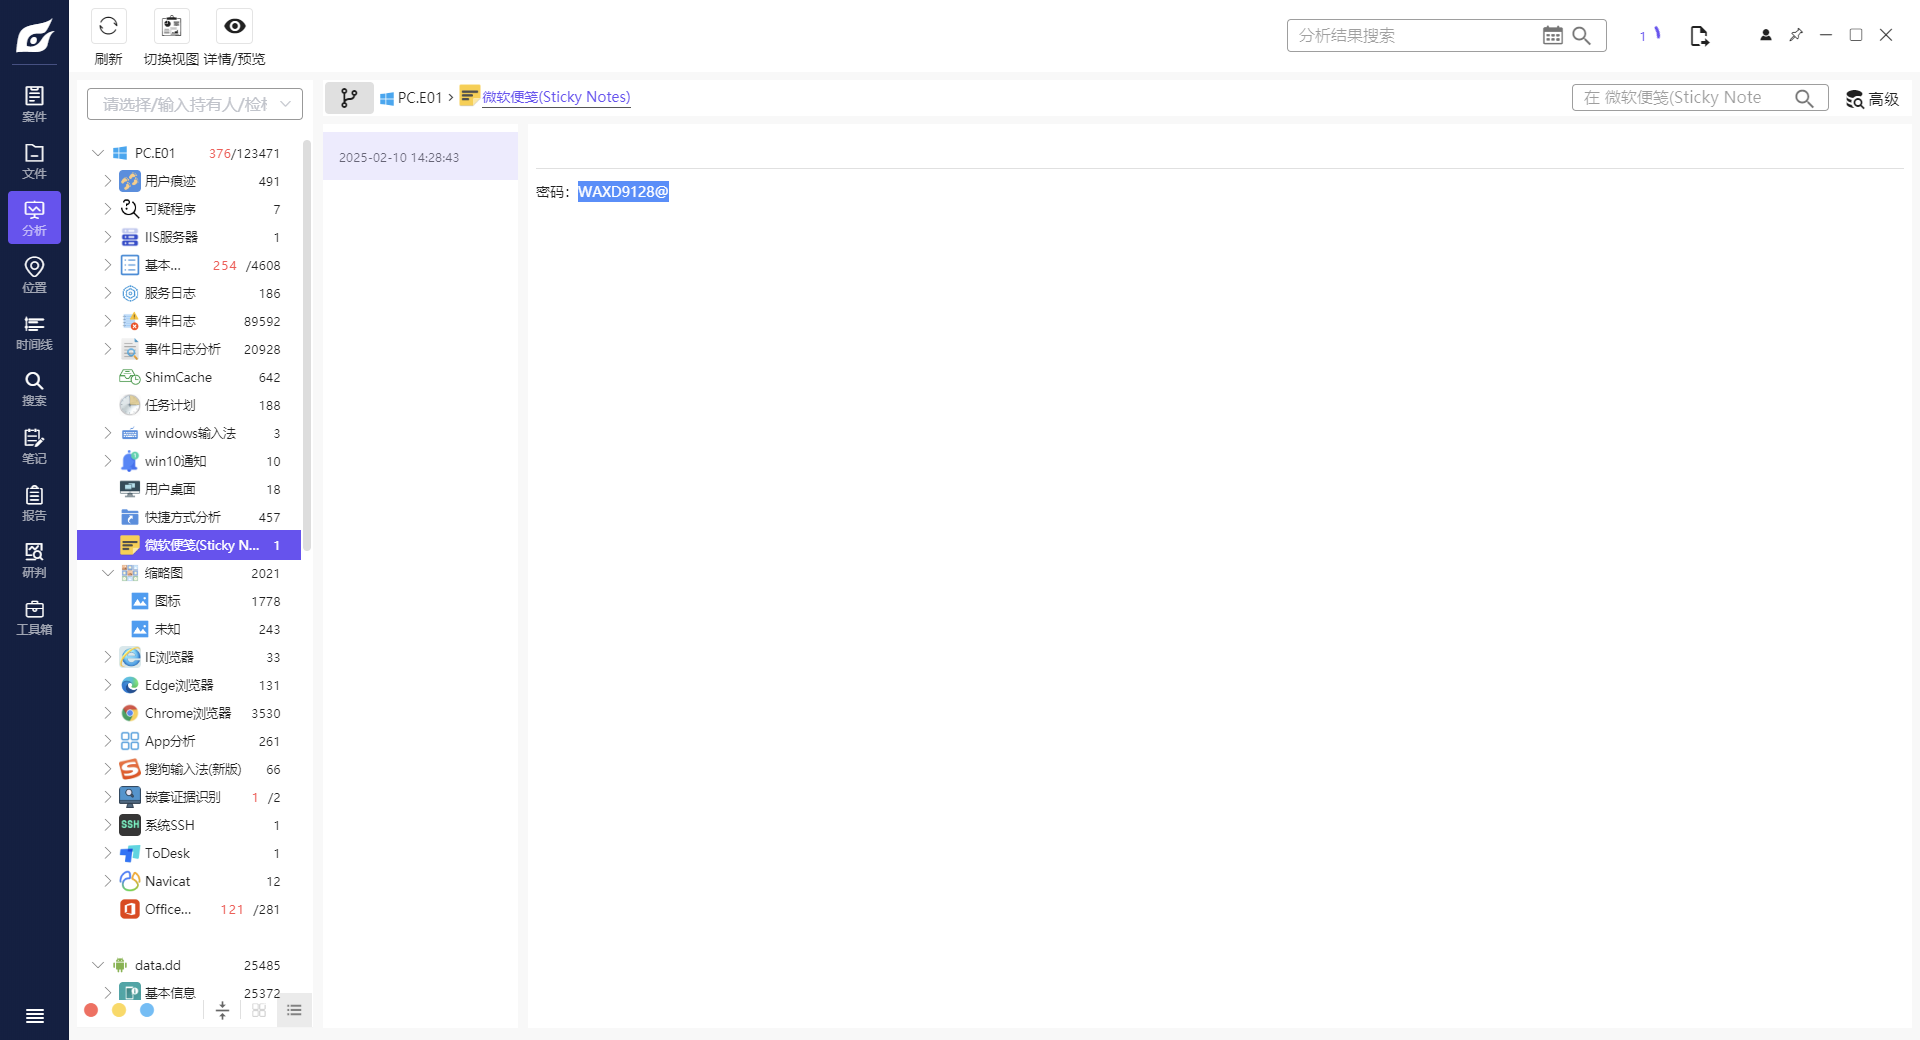 刷新
切换视图
详情/预览
分析结果搜索
1
案件
文件
分析
位置
时间线
搜索
笔记
报告
研判
工具箱
请选择/输入持有人/检材
PC.E01 376/123471
用户痕迹 491
可疑程序 7
IIS服务器 1
基本... 254 /4608
服务日志 186
事件日志 89592
事件日志分析 20928
ShimCache 642
任务计划 188
windows输入法 3
win10通知 10
用户桌面 18
快捷方式分析 457
微软便笺(Sticky N... 1
缩略图 2021
图标 1778
未知 243
IE浏览器 33
Edge浏览器 131
Chrome浏览器 3530
App分析 261
搜狗输入法(新版) 66
嵌套证据识别 1 /2
SSH 系统SSH 1
ToDesk 1
Navicat 12
Office... 121 /281
data.dd 25485
基本信息 25372
PC.E01 › 微软便笺(Sticky Notes)
在 微软便笺(Sticky Note
高级
2025-02-10 14:28:43
密码：WAXD9128@